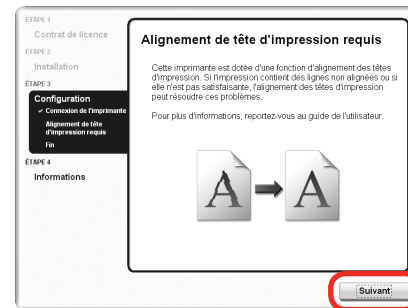 ÉTAPE 1
Contrat de licence
ÉTAPE 2
Installation
ÉTAPE 3
Configuration
✓ Connexion de l'imprimante
Alignement de tête
d'impression requis
Fin
ÉTAPE 4
Informations
Alignement de tête d'impression requis
Cette imprimante est dotée d'une fonction d'alignement des têtes
d'impression. Si l'impression contient des lignes non alignées ou si
elle n'est pas satisfaisante, l'alignement des têtes d'impression
peut résoudre ces problèmes.
Pour plus d'informations, reportez-vous au guide de l'utilisateur.
A A
Suivant